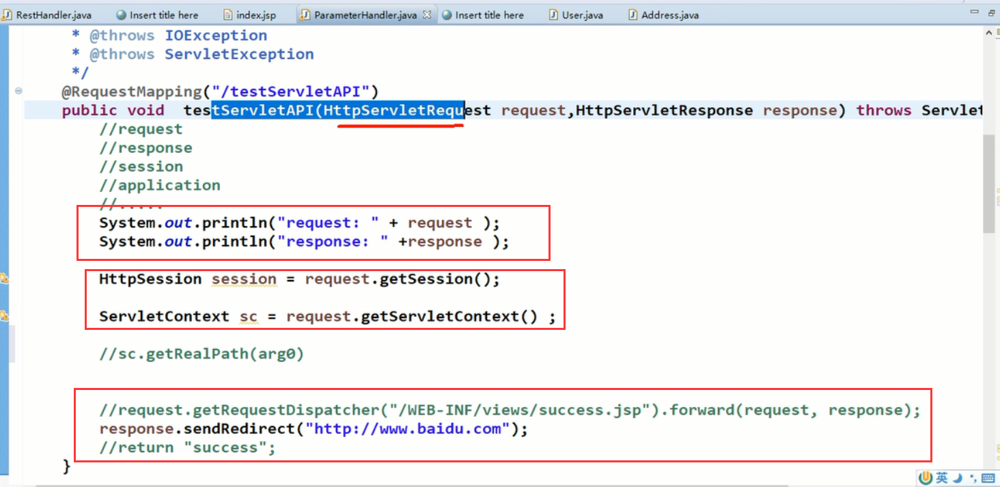 RestHandler.java Insert title here index.jsp ParameterHandler.java Insert title here User.java Address.java
* @throws IOException
* @throws ServletException
*/
@RequestMapping("/testServletAPI")
public void  testServletAPI(HttpServletRequest request,HttpServletResponse response) throws Servlet
//request
//response
//session
//application
//.....
System.out.println("request: " + request );
System.out.println("response: " +response );
HttpSession session = request.getSession();
ServletContext sc = request.getServletContext() ;
//sc.getRealPath(arg0)
//request.getRequestDispatcher("/WEB-INF/views/success.jsp").forward(request, response);
response.sendRedirect("http://www.baidu.com");
//return "success";
}
英